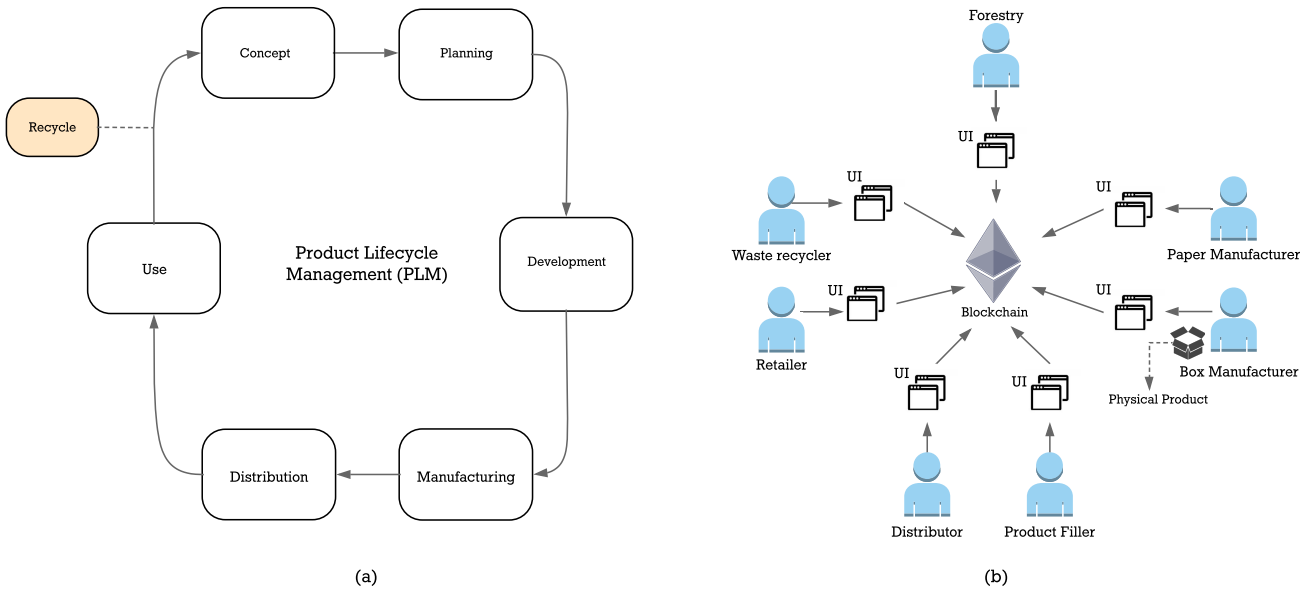 Concept
Planning
Recycle
Product Lifecycle
Management (PLM)
Use
Development
Distribution
Manufacturing
(a)
Forestry
UI
UI
Waste recycler
UI
Paper Manufacturer
UI
Retailer
Blockchain
UI
Box Manufacturer
Physical Product
UI
Distributor
UI
Product Filler
(b)